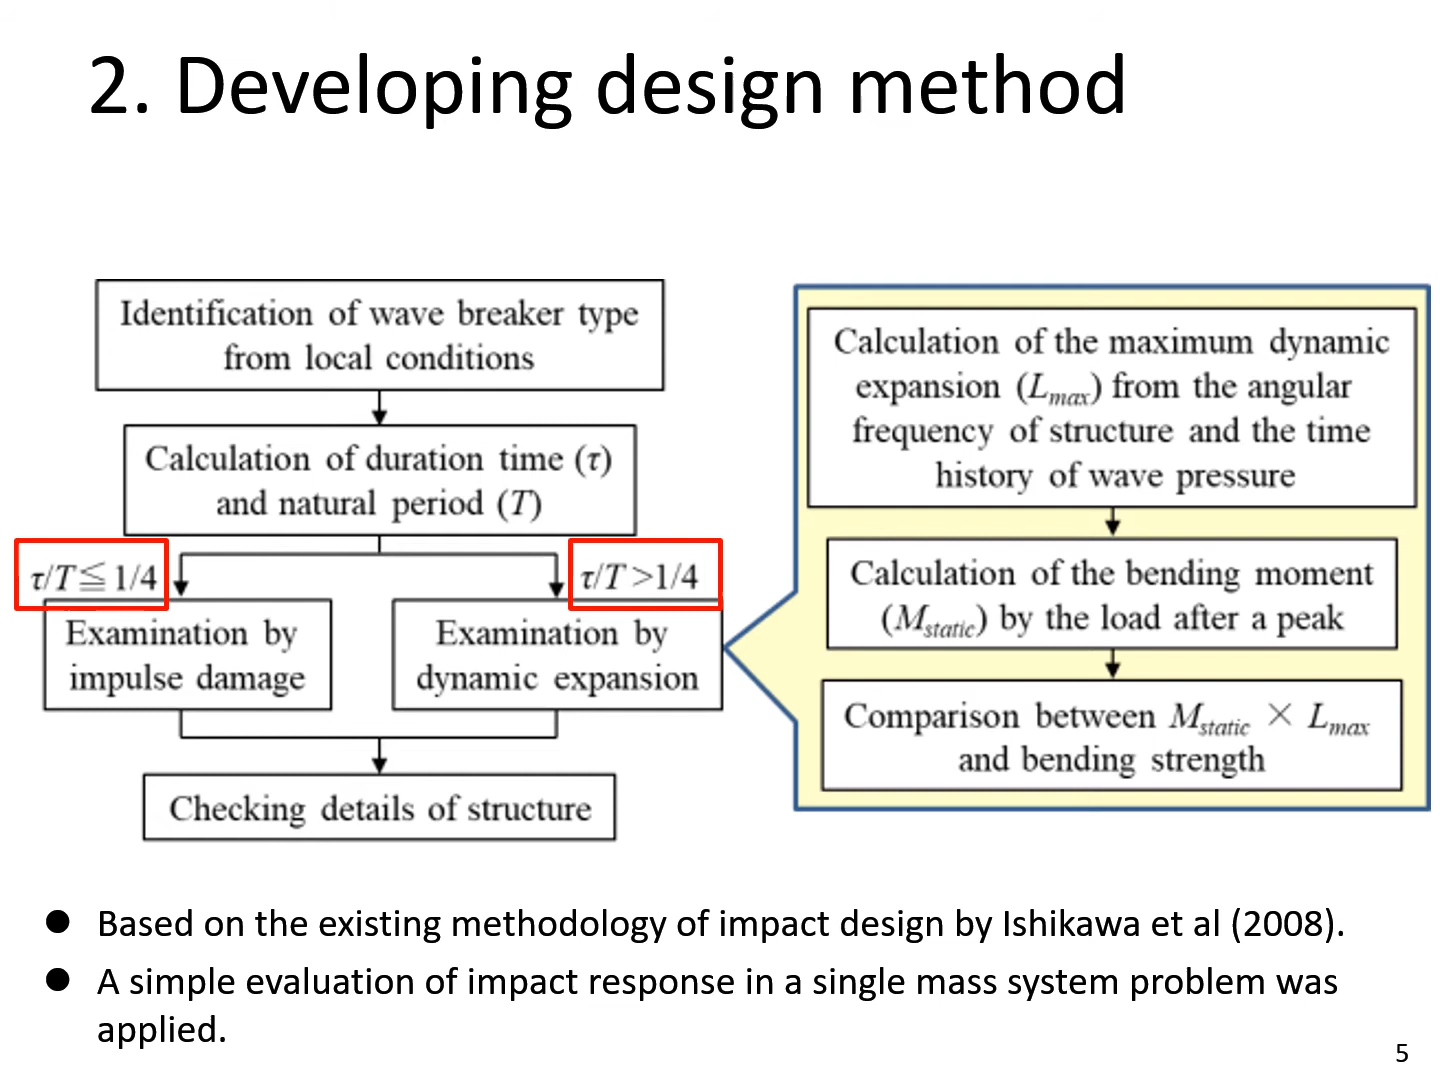 2. Developing design method
Identification of wave breaker type
from local conditions
Calculation of duration time (τ)
and natural period (T)
τ/T≦1/4
τ/T>1/4
Examination by
impulse damage
Examination by
dynamic expansion
Checking details of structure
Calculation of the maximum dynamic
expansion (Lmax) from the angular
frequency of structure and the time
history of wave pressure
Calculation of the bending moment
(Mstatic) by the load after a peak
Comparison between Mstatic × Lmax
and bending strength
● Based on the existing methodology of impact design by Ishikawa et al (2008).
● A simple evaluation of impact response in a single mass system problem was
applied.
5